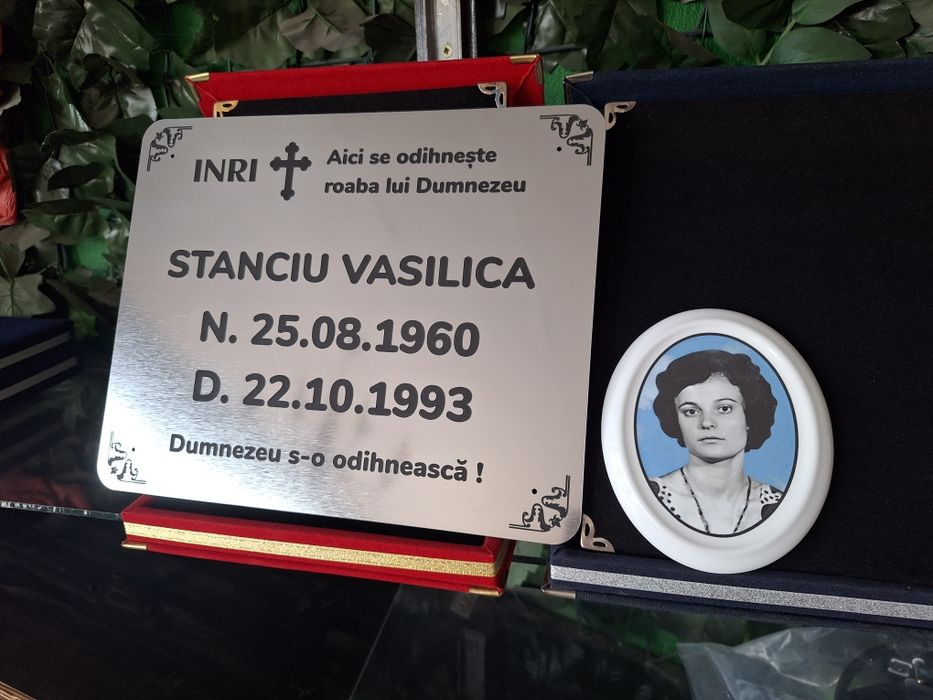 INRI Aici se odihnește
roaba lui Dumnezeu
STANCIU VASILICA
N. 25.08.1960
D. 22.10.1993
Dumnezeu s-o odihnească !